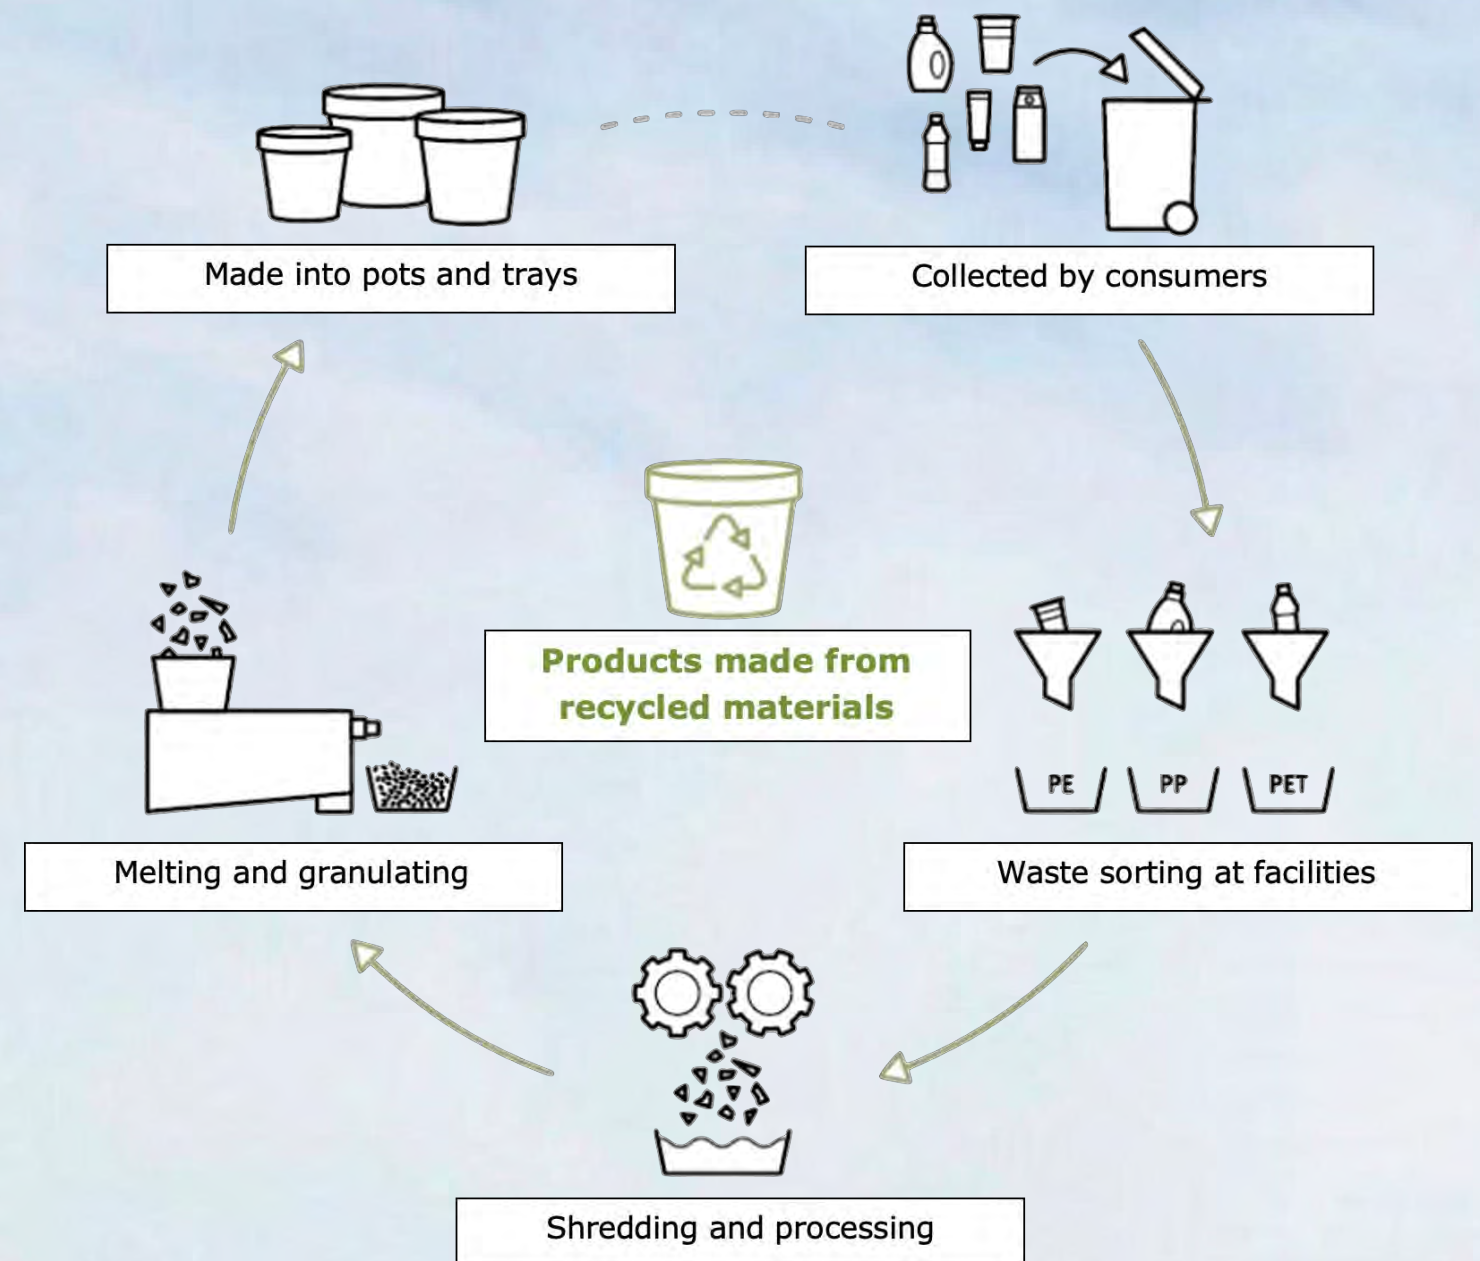 Made into pots and trays
Collected by consumers
Products made from
recycled materials
PE
PP
PET
Melting and granulating
Waste sorting at facilities
Shredding and processing